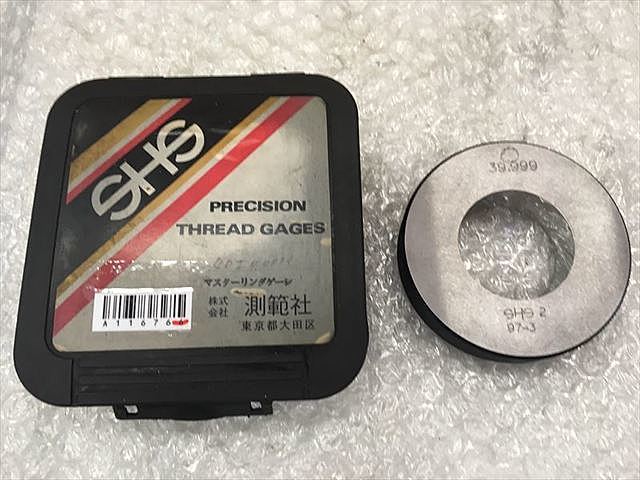 SHS
PRECISION
THREAD GAGES
マスターリングゲージ
株式会社 測範社
東京都大田区
A11676
39.999
SHS 2
97-3